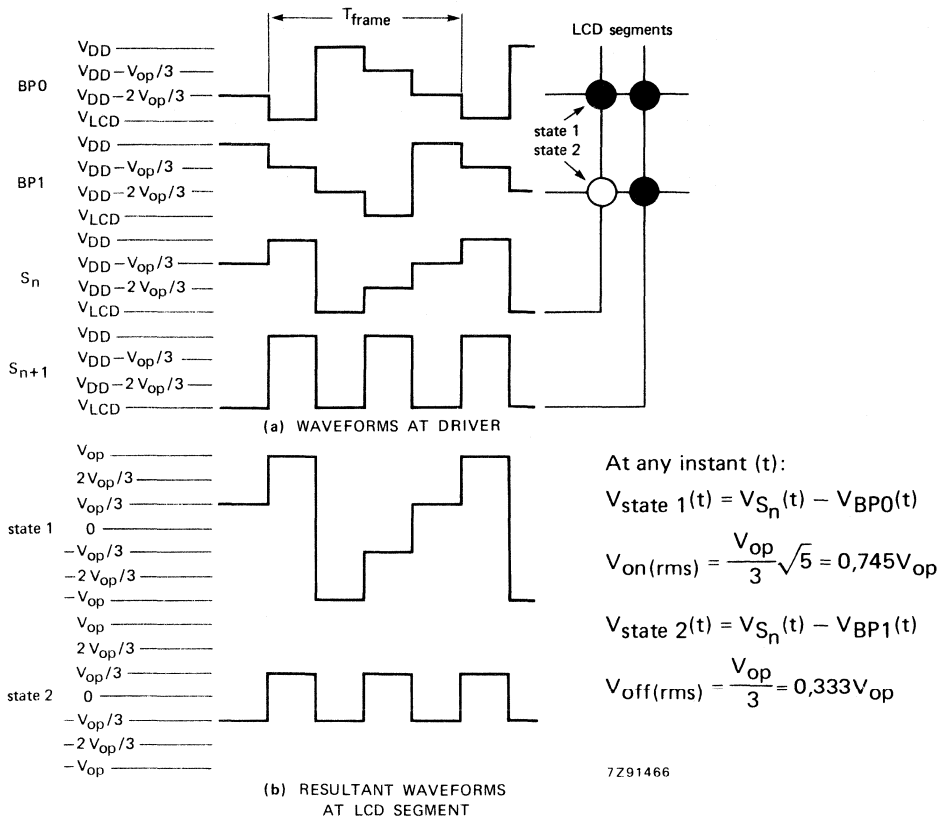 T_frame
LCD segments
BP0
V_DD
V_DD−V_op/3
V_DD−2 V_op/3
V_LCD
state 1
state 2
BP1
V_DD
V_DD−V_op/3
V_DD−2 V_op/3
V_LCD
S_n
V_DD
V_DD−V_op/3
V_DD−2 V_op/3
V_LCD
S_n+1
V_DD
V_DD−V_op/3
V_DD−2 V_op/3
V_LCD
(a) WAVEFORMS AT DRIVER
state 1
V_op
2V_op/3
V_op/3
0
−V_op/3
−2 V_op/3
−V_op
state 2
V_op
2 V_op/3
V_op/3
0
−V_op/3
−2 V_op/3
−V_op
(b) RESULTANT WAVEFORMS
AT LCD SEGMENT
At any instant (t):
V_state 1(t) = V_S_n(t) − V_BP0(t)
V_on(rms) = V_op/3 √5 = 0,745V_op
V_state 2(t) = V_S_n(t) − V_BP1(t)
V_off(rms) = V_op/3 = 0,333V_op
7Z91466